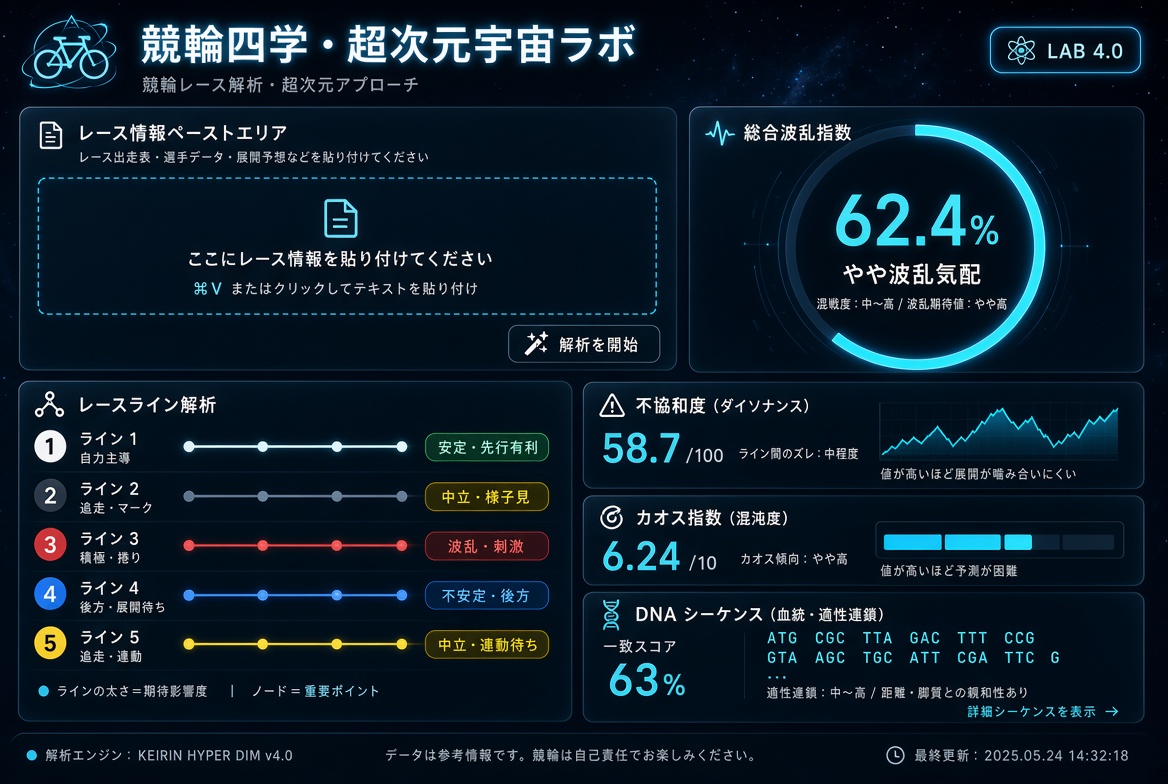 競輪四学・超次元宇宙ラボ
競輪レース解析・超次元アプローチ
LAB 4.0
レース情報ペーストエリア
レース出走表・選手データ・展開予想などを貼り付けてください
ここにレース情報を貼り付けてください
⌘V またはクリックしてテキストを貼り付け
解析を開始
総合波乱指数
62.4%
やや波乱気配
混戦度：中〜高 / 波乱期待値：やや高
レースライン解析
1 ライン 1 安定・先行有利
自力主導
2 ライン 2 中立・様子見
追走・マーク
3 ライン 3 波乱・刺激
積極・捲り
4 ライン 4 不安定・後方
後方・展開待ち
5 ライン 5 中立・連動待ち
追走・連動
ラインの太さ＝期待影響度 | ノード＝重要ポイント
不協和度（ダイソナンス）
58.7 /100 ライン間のズレ：中程度
値が高いほど展開が噛み合いにくい
カオス指数（混沌度）
6.24 /10 カオス傾向：やや高
値が高いほど予測が困難
DNA シーケンス（血統・適性連鎖）
一致スコア
63%
ATG CGC TTA GAC TTT CCG
GTA AGC TGC ATT CGA TTC G
...
適性連鎖：中〜高 / 距離・脚質との親和性あり
詳細シーケンスを表示 →
解析エンジン：KEIRIN HYPER DIM v4.0
データは参考情報です。競輪は自己責任でお楽しみください。
最終更新：2025.05.24 14:32:18